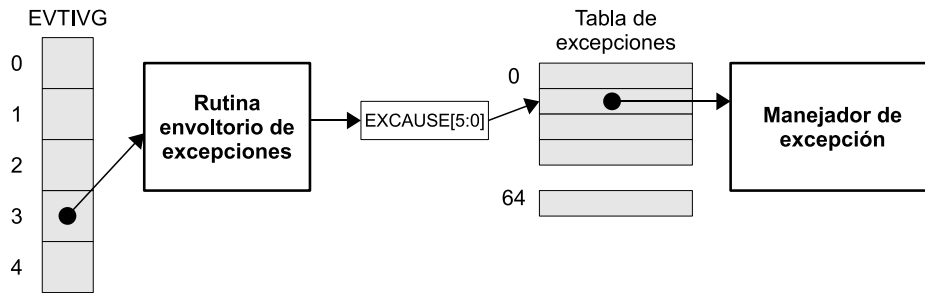 EVTIVG
0
1
2
3
4
Rutina
envoltorio de
excepciones
EXCAUSE[5:0]
Tabla de
excepciones
0
64
Manejador de
excepción